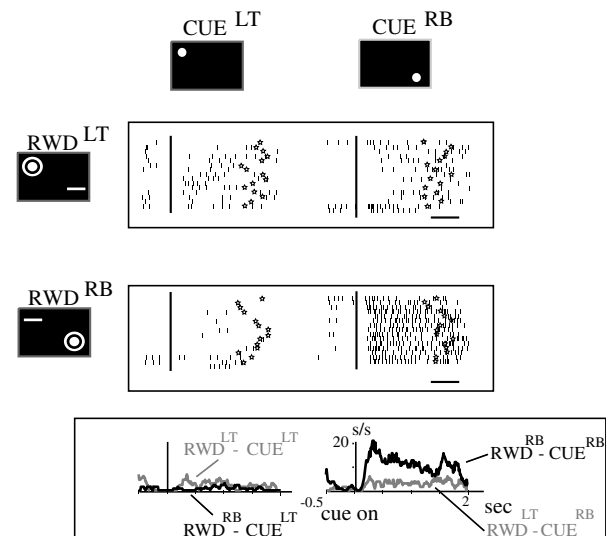 CUE LT
CUE RB
RWD LT
RWD RB
s/s
20
RWD LT - CUE LT
RWD RB - CUE RB
-0.5
cue on
2
sec
RWD RB - CUE LT
RWD LT - CUE RB